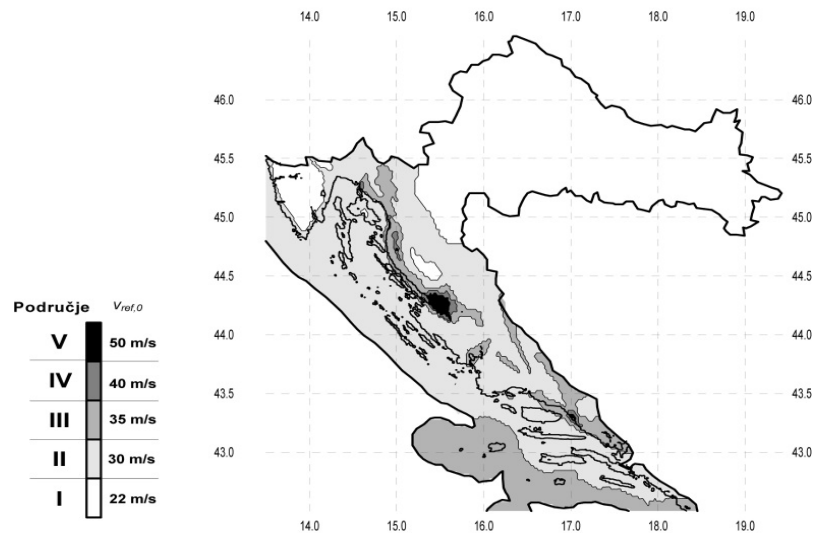 14.0 15.0 16.0 17.0 18.0 19.0
46.0 46.0
45.5 45.5
45.0 45.0
44.5 44.5
44.0 44.0
43.5 43.5
43.0 43.0
14.0 15.0 16.0 17.0 18.0 19.0
Područje Vref,0
V 50 m/s
IV 40 m/s
III 35 m/s
II 30 m/s
I 22 m/s